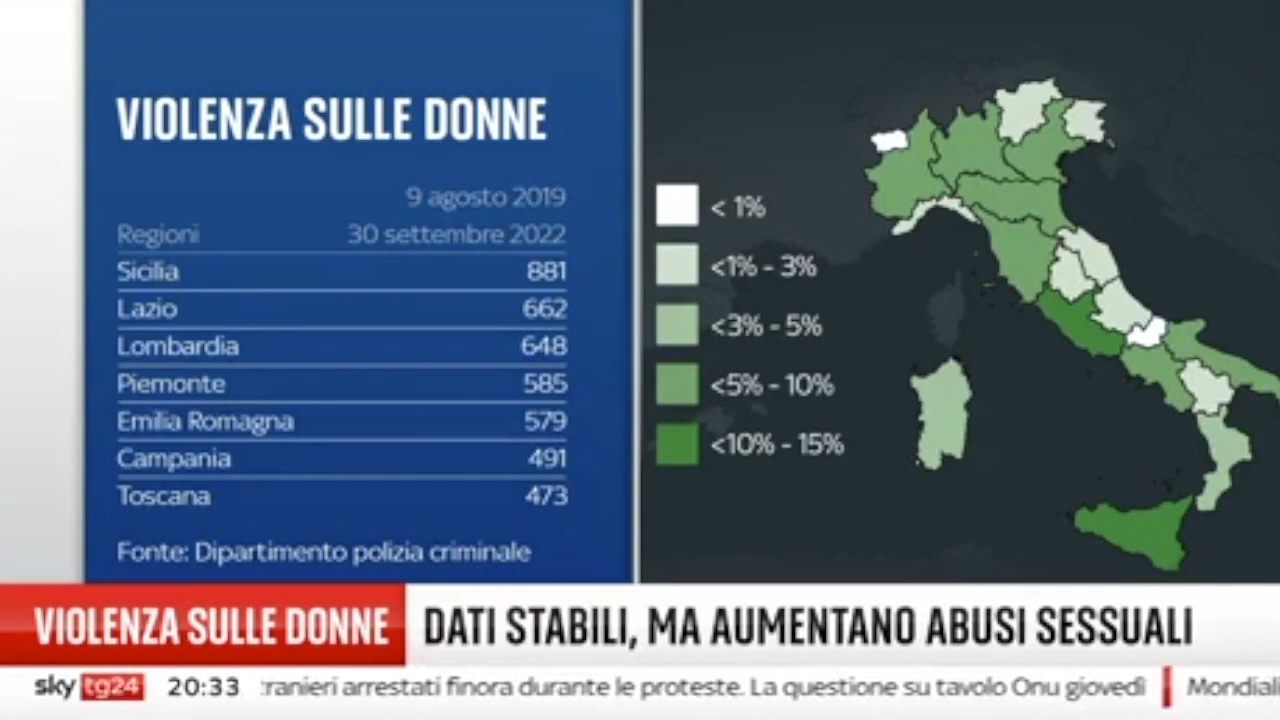 VIOLENZA SULLE DONNE
9 agosto 2019
Regioni 30 settembre 2022
Sicilia 881
Lazio 662
Lombardia 648
Piemonte 585
Emilia Romagna 579
Campania 491
Toscana 473
Fonte: Dipartimento polizia criminale
< 1%
<1% - 3%
<3% - 5%
<5% - 10%
<10% - 15%
VIOLENZA SULLE DONNE DATI STABILI, MA AUMENTANO ABUSI SESSUALI
sky tg24 20:33 :ranieri arrestati finora durante le proteste. La questione su tavolo Onu giovedì Mondiali